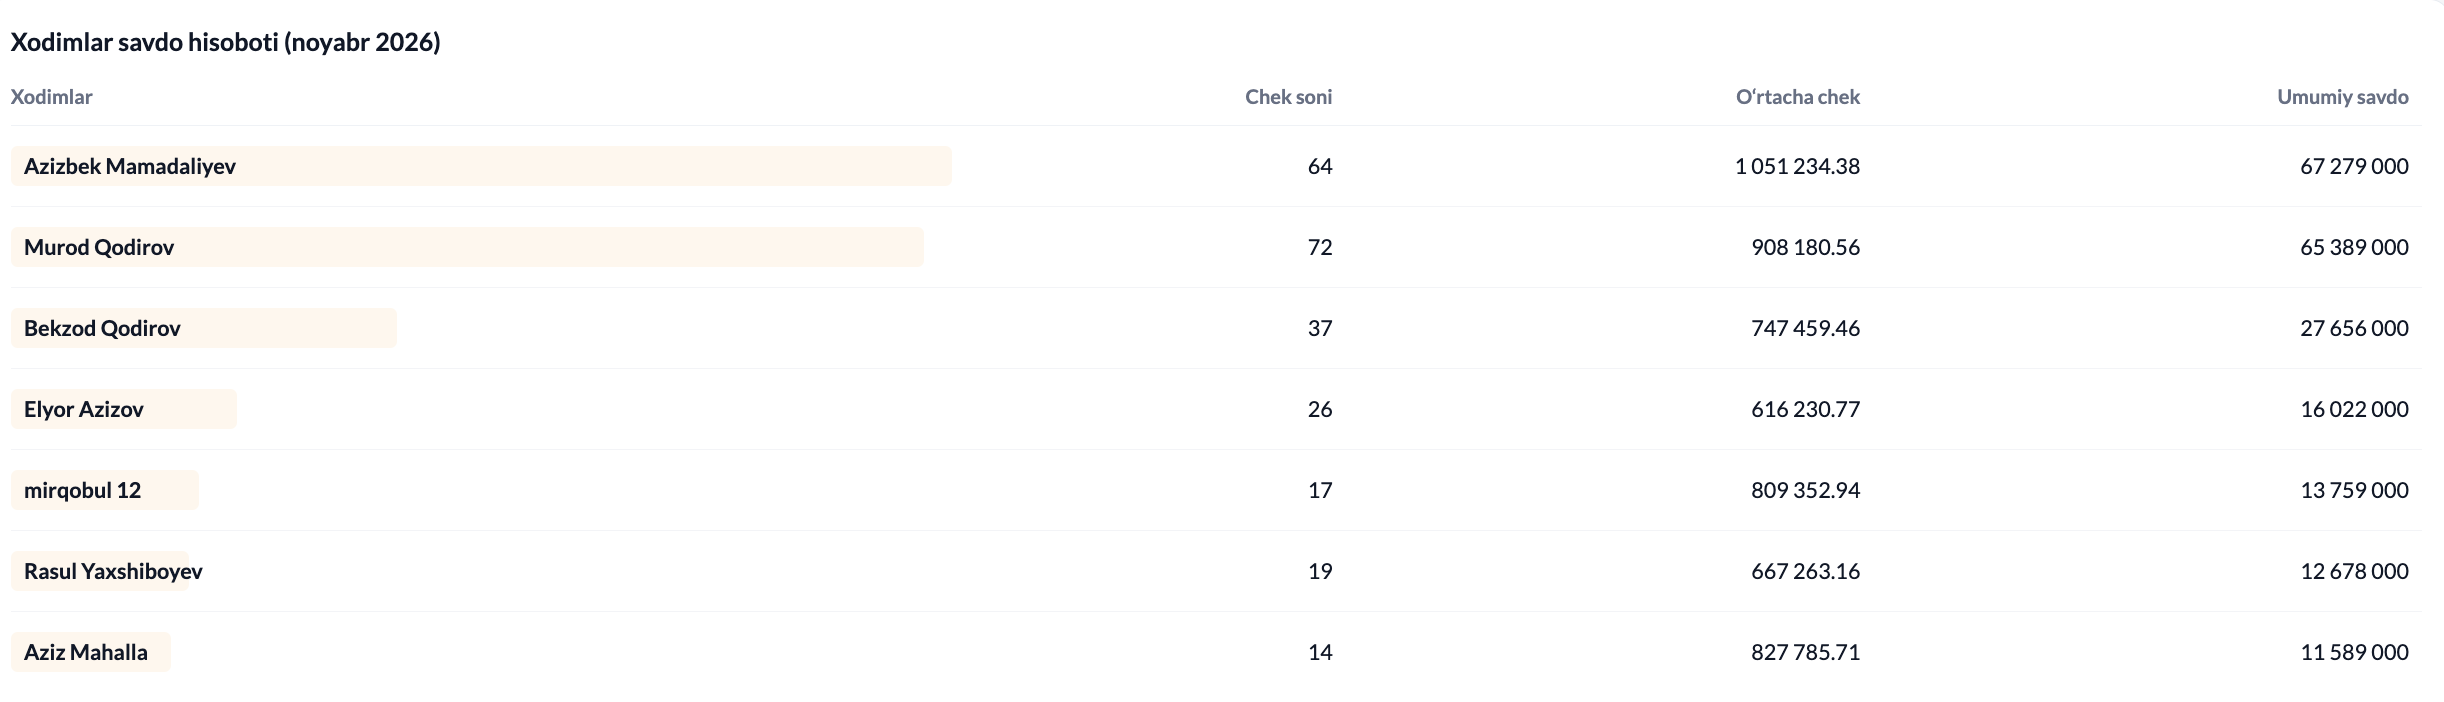 Xodimlar savdo hisoboti (noyabr 2026)
Xodimlar Chek soni O‘rtacha chek Umumiy savdo
Azizbek Mamadaliyev 64 1 051 234.38 67 279 000
Murod Qodirov 72 908 180.56 65 389 000
Bekzod Qodirov 37 747 459.46 27 656 000
Elyor Azizov 26 616 230.77 16 022 000
mirqobul 12 17 809 352.94 13 759 000
Rasul Yaxshiboyev 19 667 263.16 12 678 000
Aziz Mahalla 14 827 785.71 11 589 000